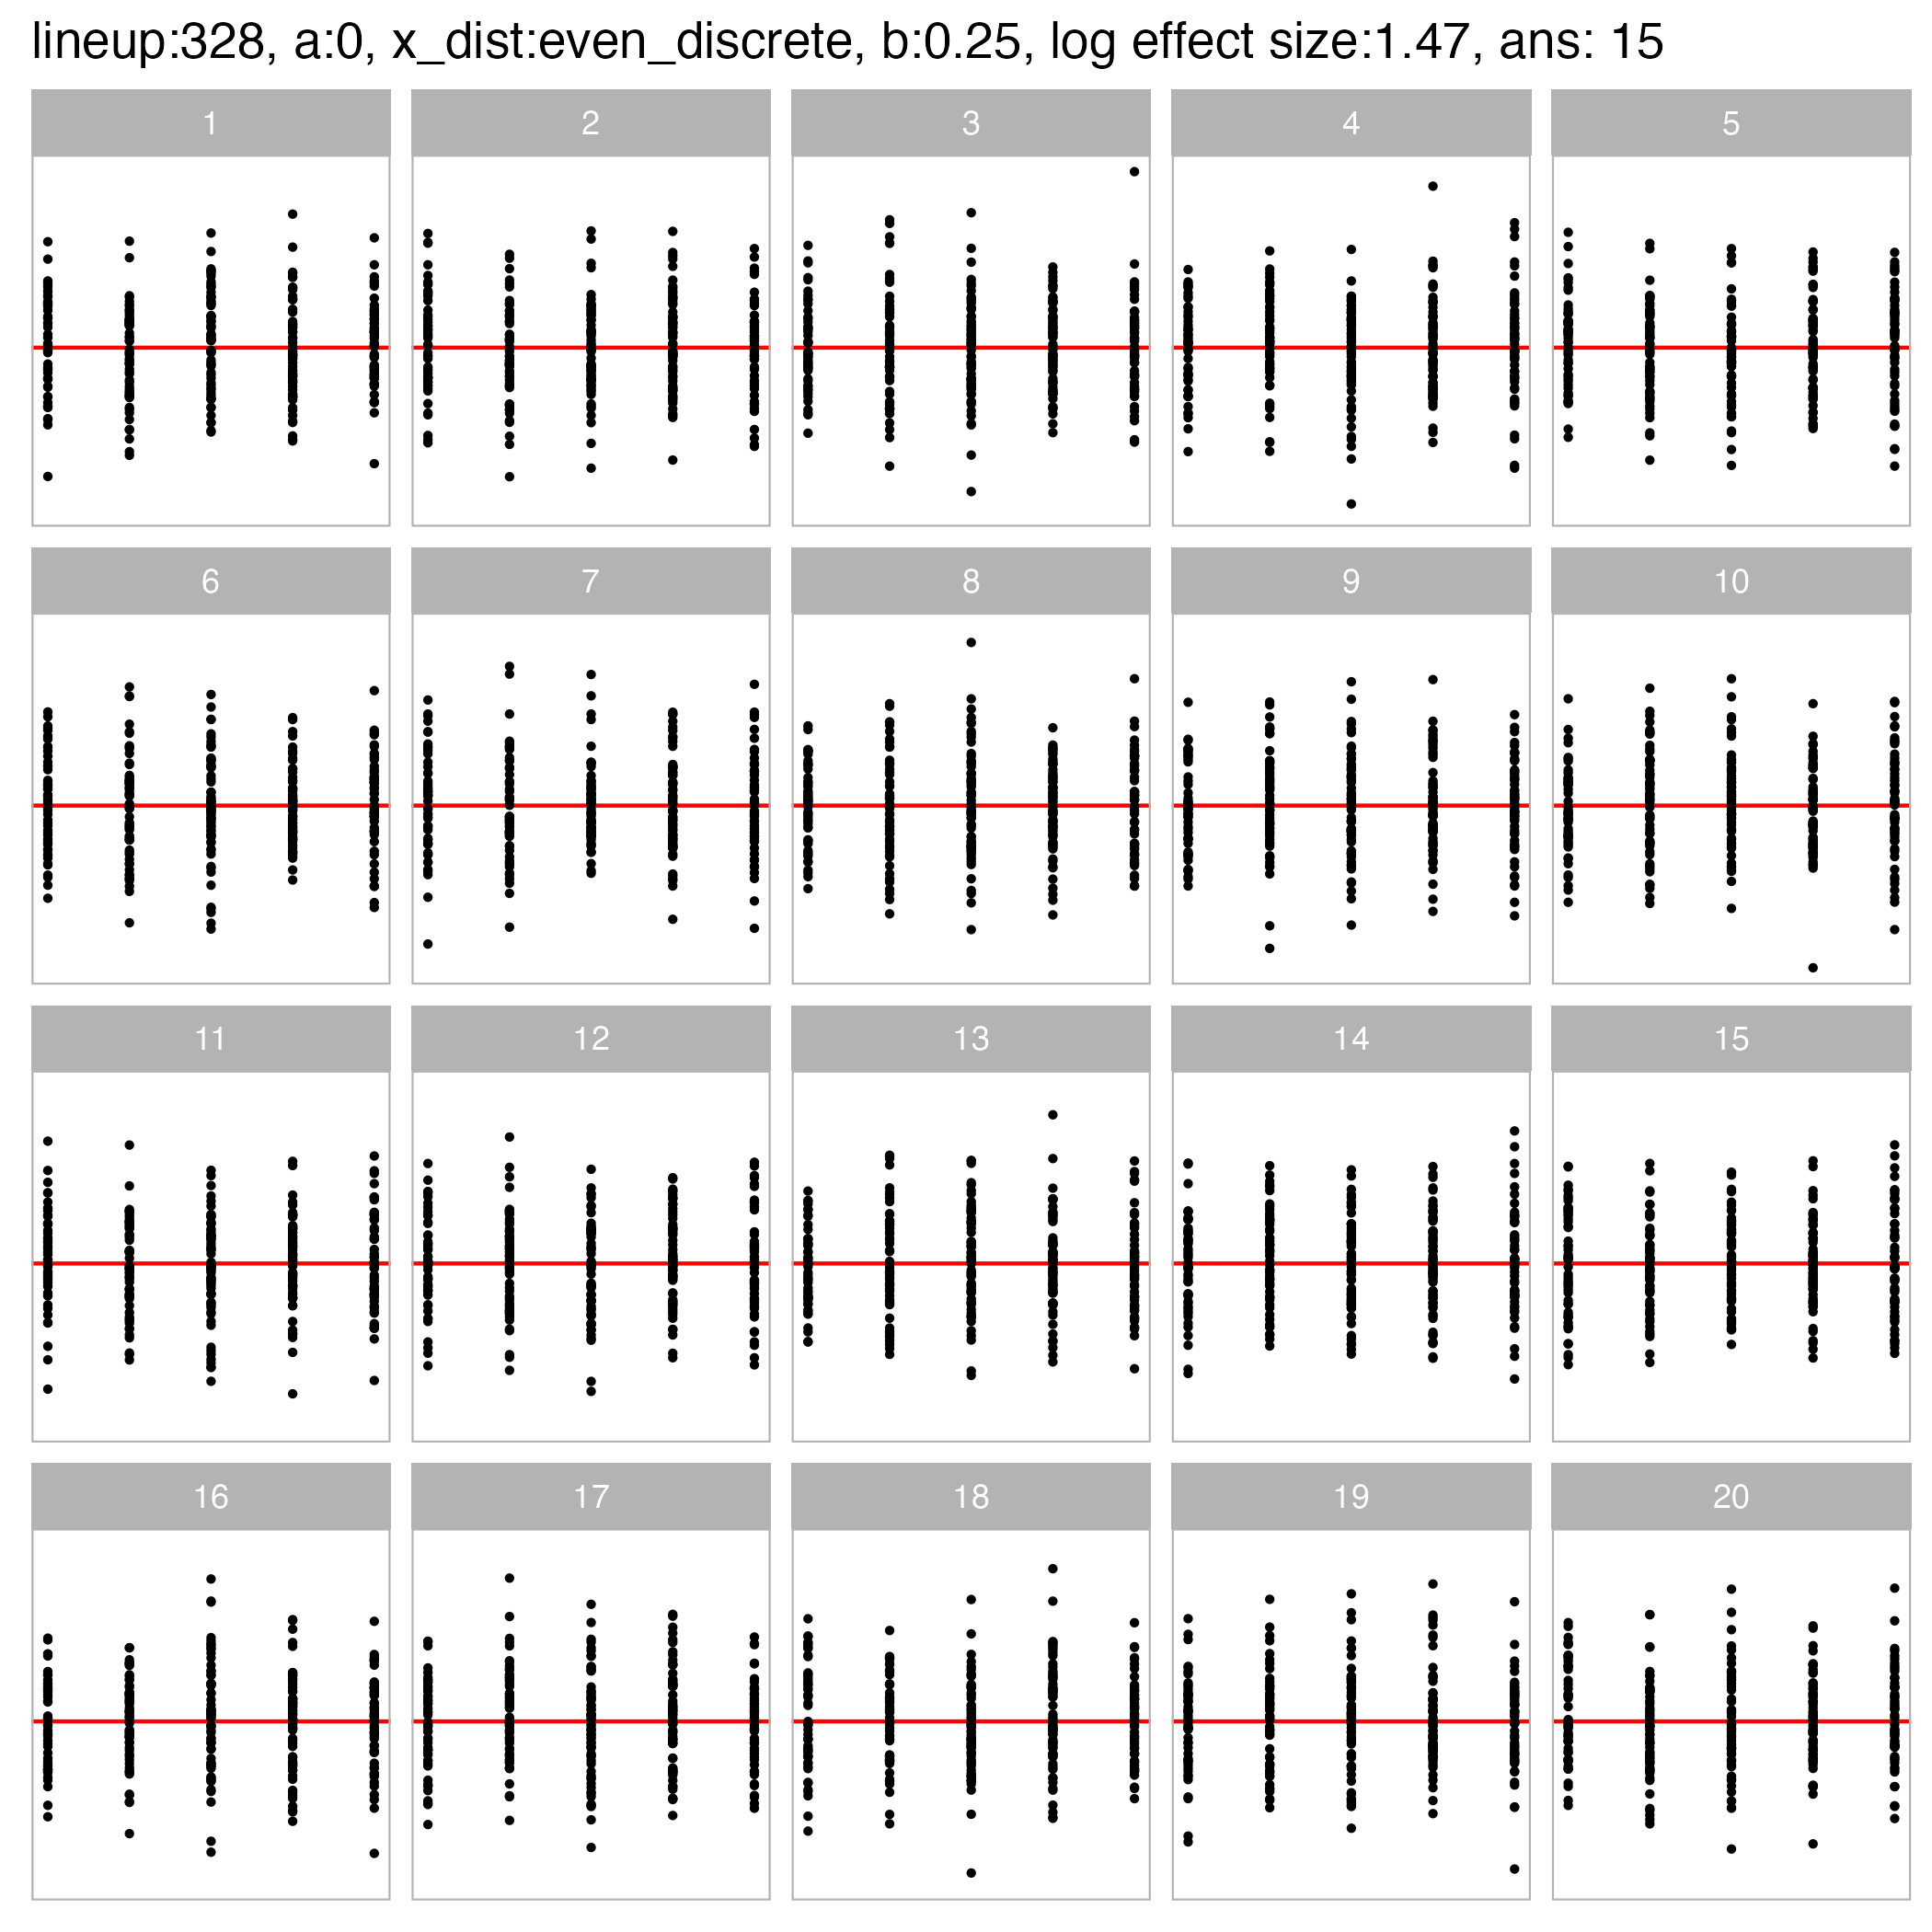 lineup:328, a:0, x_dist:even_discrete, b:0.25, log effect size:1.47, ans: 15
1 2 3 4 5
6 7 8 9 10
11 12 13 14 15
16 17 18 19 20